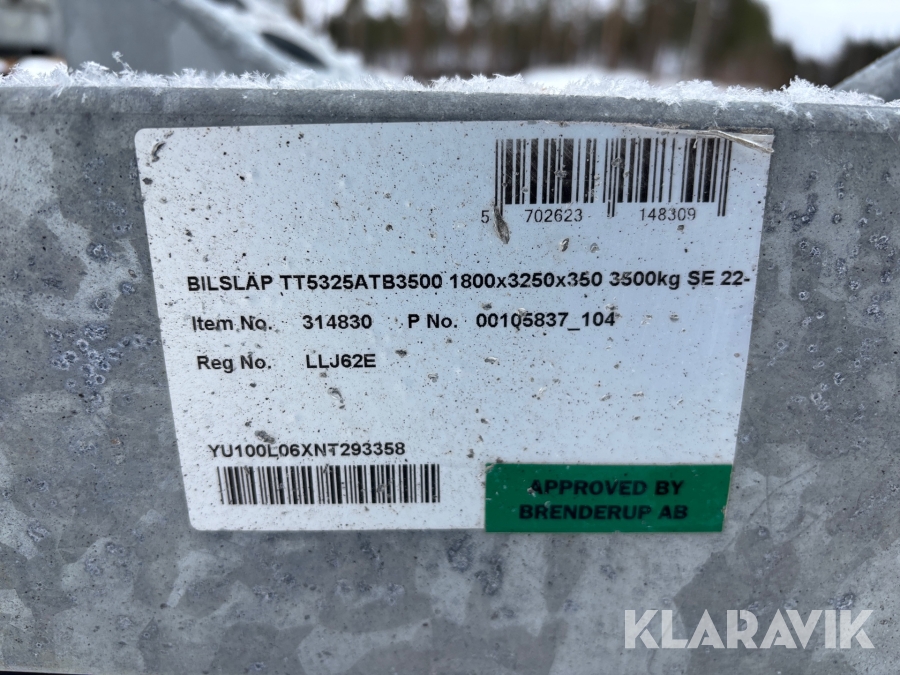 5 702623 148309
BILSLÄP TT5325ATB3500 1800x3250x350 3500kg SE 22-
Item No. 314830 P No. 00105837_104
Reg No. LLJ62E
YU100L06XNT293358
APPROVED BY
BRENDERUP AB
KLARAVIK